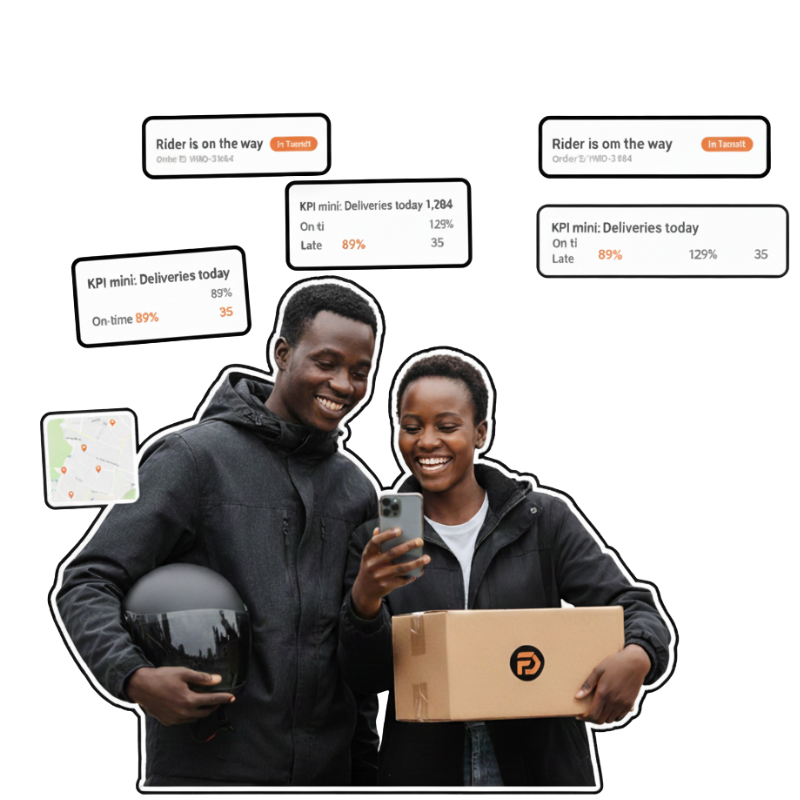 Rider is on the way
Rider is om the way
KPI mini: Deliveries today 1,284
On ti 129%
Late 89% 35
KPI mini: Deliveries today
On ti
Late 89% 129% 35
KPI mini: Deliveries today
89%
On-time 89% 35